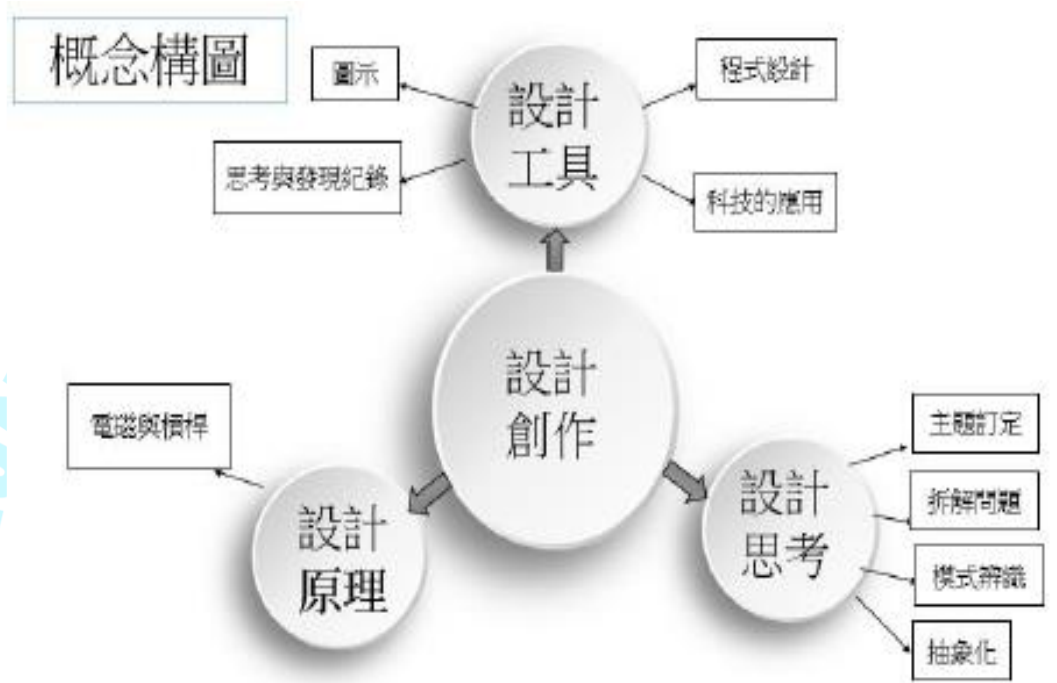 概念構圖
圖示
設計
工具
程式設計
思考與發現紀錄
科技的應用
設計
創作
電磁與槓桿
設計
原理
設計
思考
主題訂定
拆解問題
模式辨識
抽象化